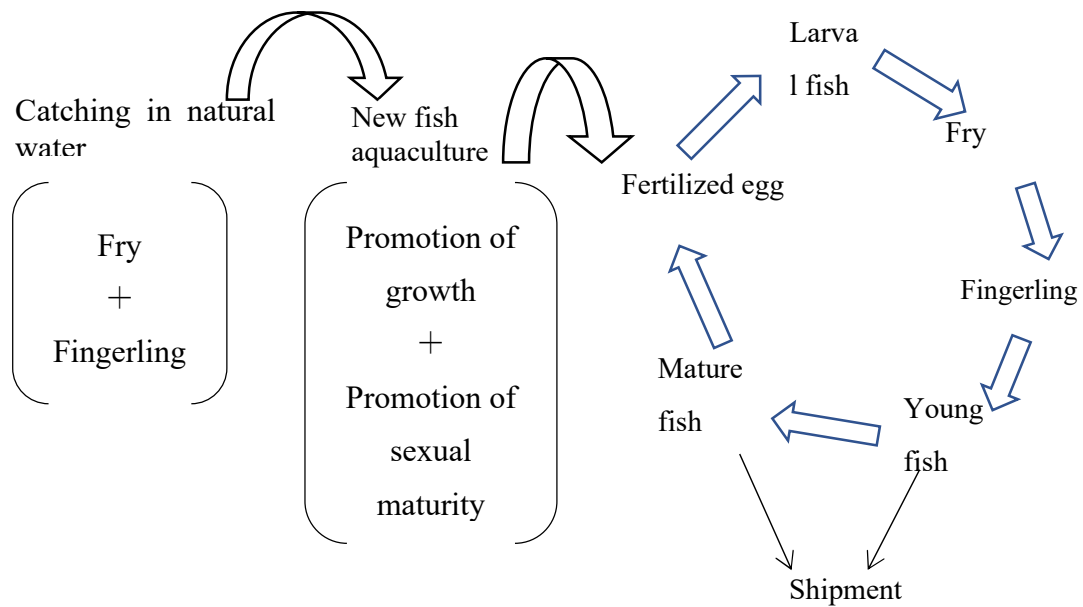 Catching in natural
water
Fry
+
Fingerling
New fish
aquaculture
Promotion of
growth
+
Promotion of
sexual
maturity
Fertilized egg
Larva
l fish
Fry
Fingerling
Young
fish
Mature
fish
Shipment